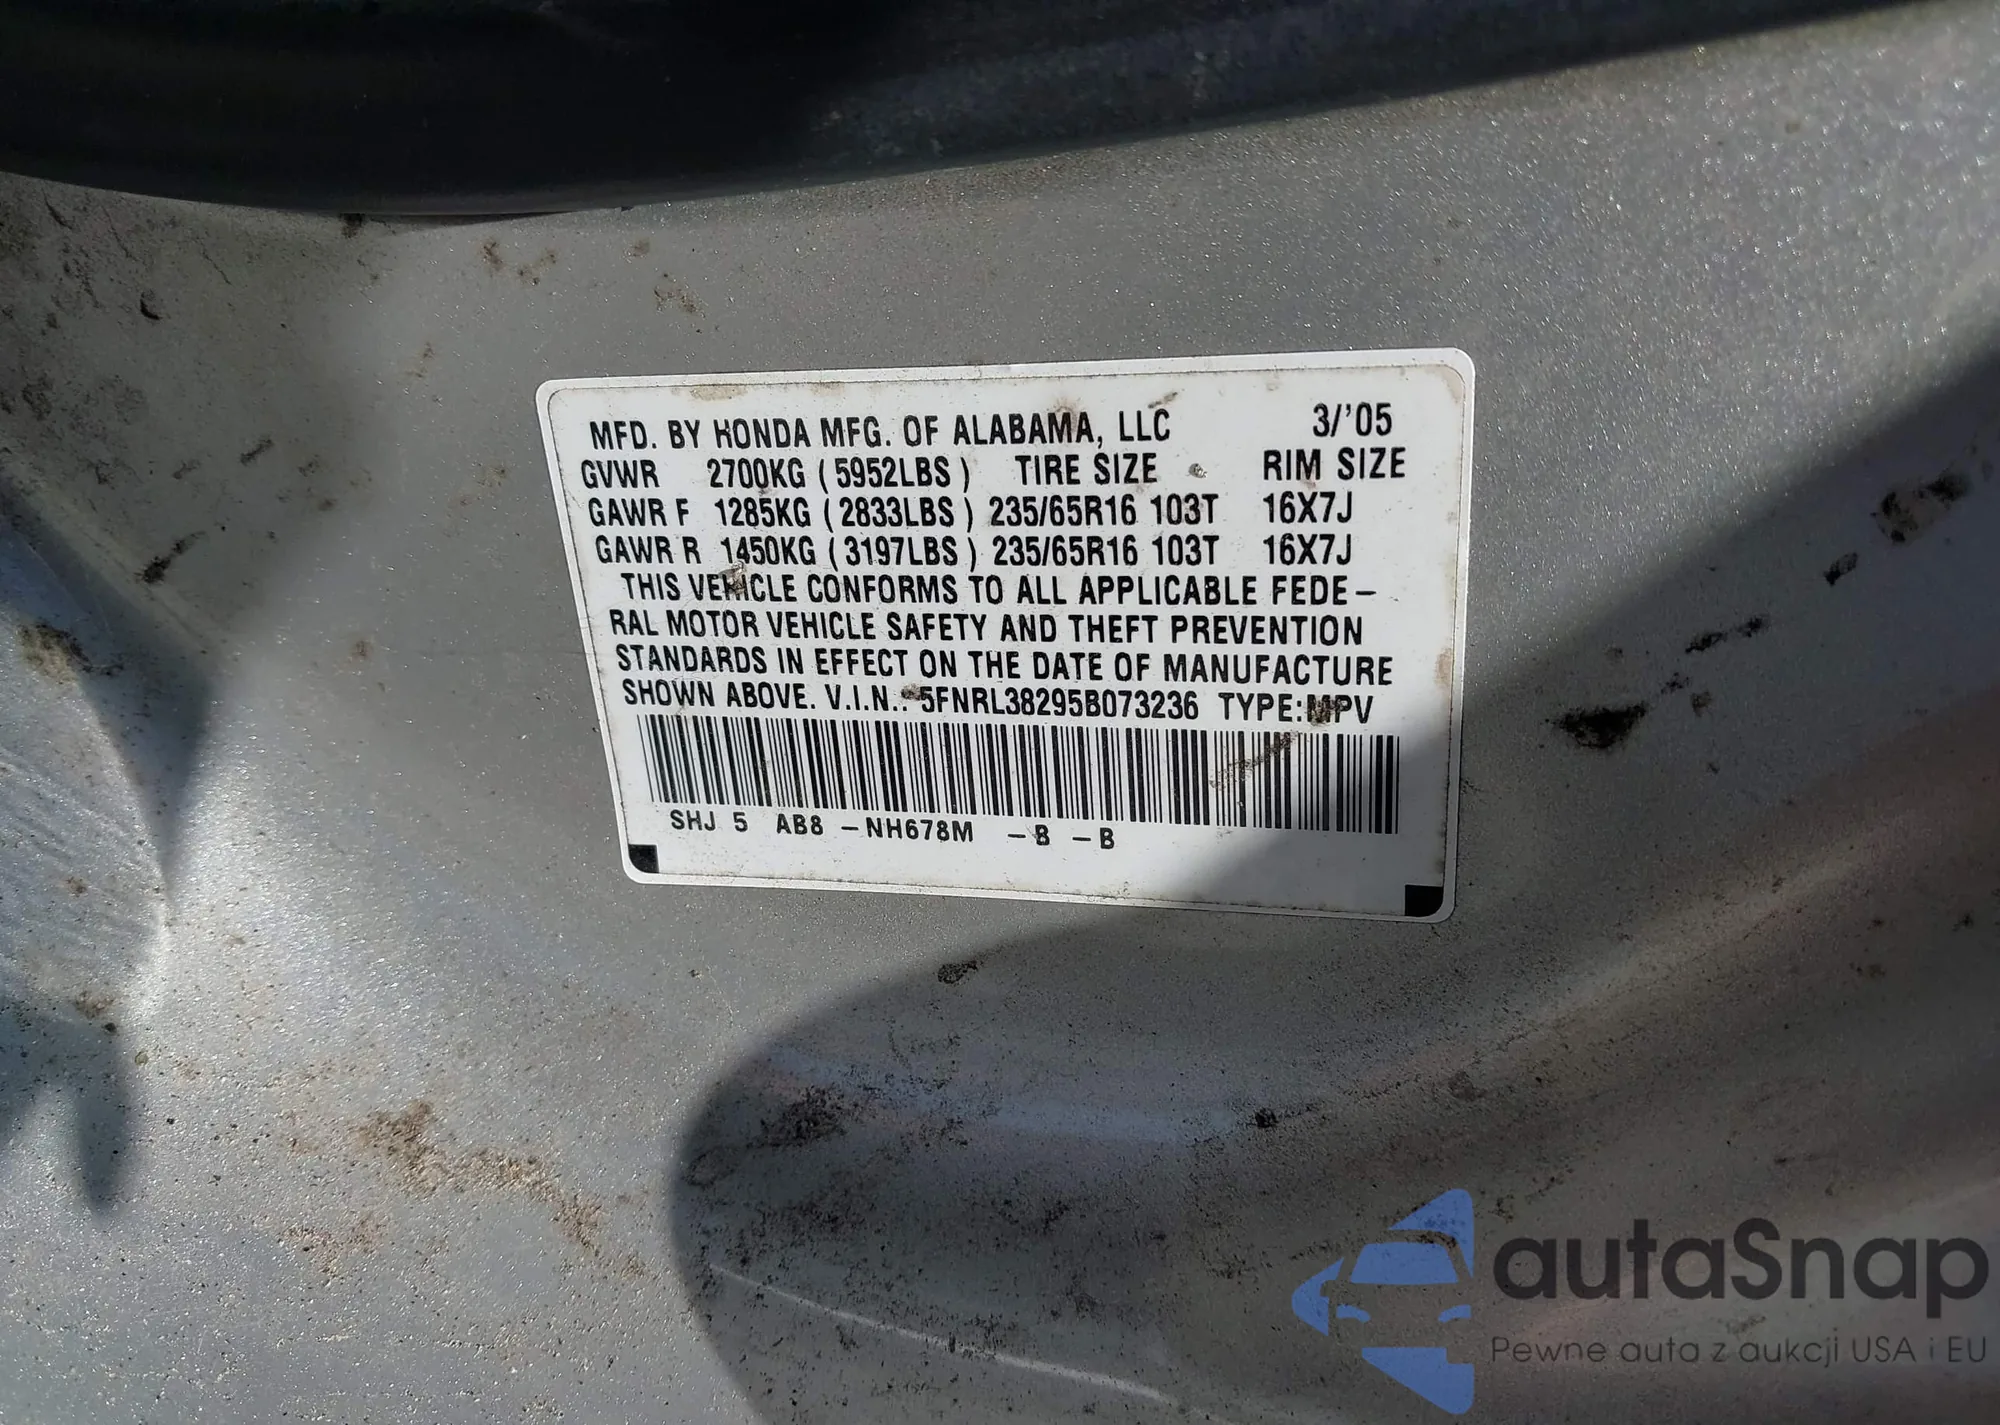 MFD. BY HONDA MFG. OF ALABAMA, LLC 3/'05
GVWR 2700KG (5952LBS) TIRE SIZE RIM SIZE
GAWR F 1285KG (2833LBS) 235/65R16 103T 16X7J
GAWR R 1450KG (3197LBS) 235/65R16 103T 16X7J
THIS VEHICLE CONFORMS TO ALL APPLICABLE FEDE-
RAL MOTOR VEHICLE SAFETY AND THEFT PREVENTION
STANDARDS IN EFFECT ON THE DATE OF MANUFACTURE
SHOWN ABOVE. V.I.N.: 5FNRL38295B073236 TYPE:MPV
SHJ 5 AB8 -NH678M -B -B
autaSnap
Pewne auta z aukcji USA i EU